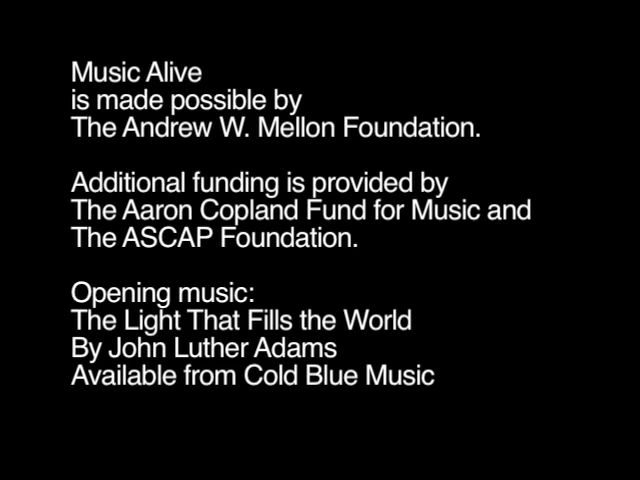 Music Alive
is made possible by
The Andrew W. Mellon Foundation.
Additional funding is provided by
The Aaron Copland Fund for Music and
The ASCAP Foundation.
Opening music:
The Light That Fills the World
By John Luther Adams
Available from Cold Blue Music